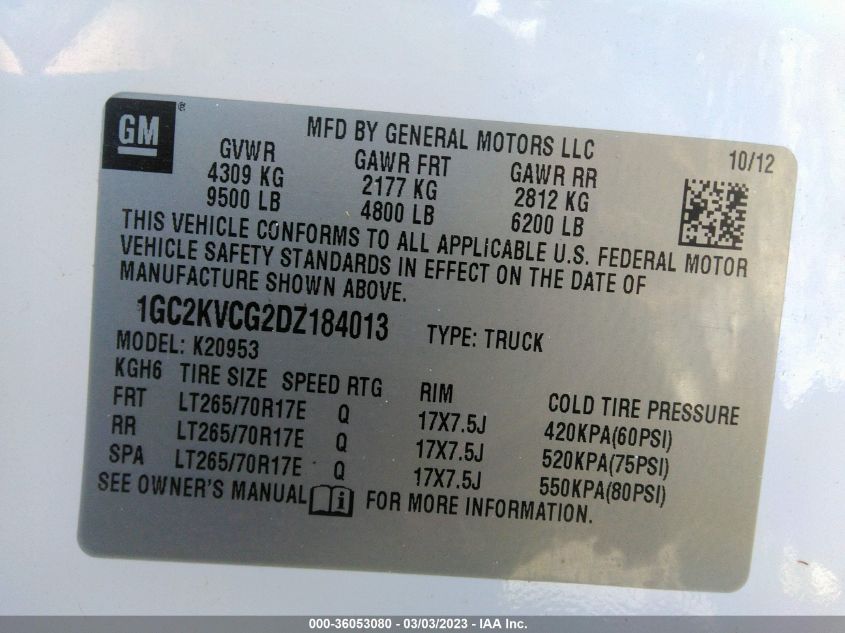 GM®
MFD BY GENERAL MOTORS LLC
10/12
GVWR GAWR FRT GAWR RR
4309 KG 2177 KG 2812 KG
9500 LB 4800 LB 6200 LB
THIS VEHICLE CONFORMS TO ALL APPLICABLE U.S. FEDERAL MOTOR
VEHICLE SAFETY STANDARDS IN EFFECT ON THE DATE OF
MANUFACTURE SHOWN ABOVE.
1GC2KVCG2DZ184013 TYPE: TRUCK
MODEL: K20953
KGH6 TIRE SIZE SPEED RTG RIM COLD TIRE PRESSURE
FRT LT265/70R17E Q 17X7.5J 420KPA(60PSI)
RR LT265/70R17E Q 17X7.5J 520KPA(75PSI)
SPA LT265/70R17E Q 17X7.5J 550KPA(80PSI)
SEE OWNER'S MANUAL i FOR MORE INFORMATION.
000-36053080 - 03/03/2023 - IAA Inc.